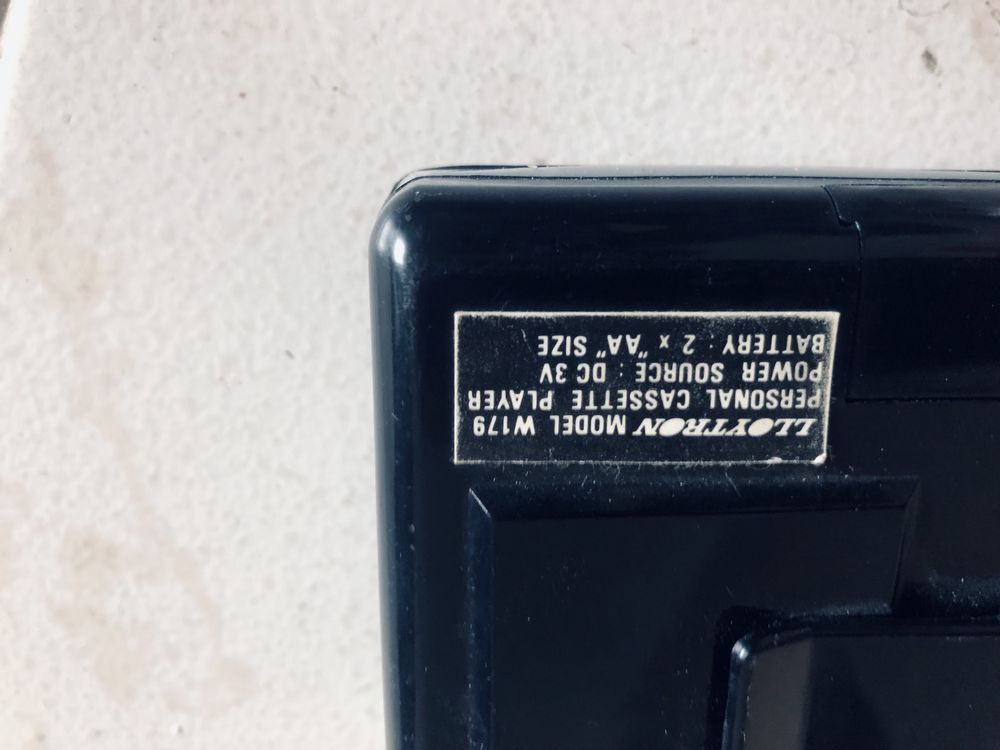 LLOYTRON MODEL W179
PERSONAL CASSETTE PLAYER
POWER SOURCE : DC 3V
BATTERY : 2 x "AA" SIZE